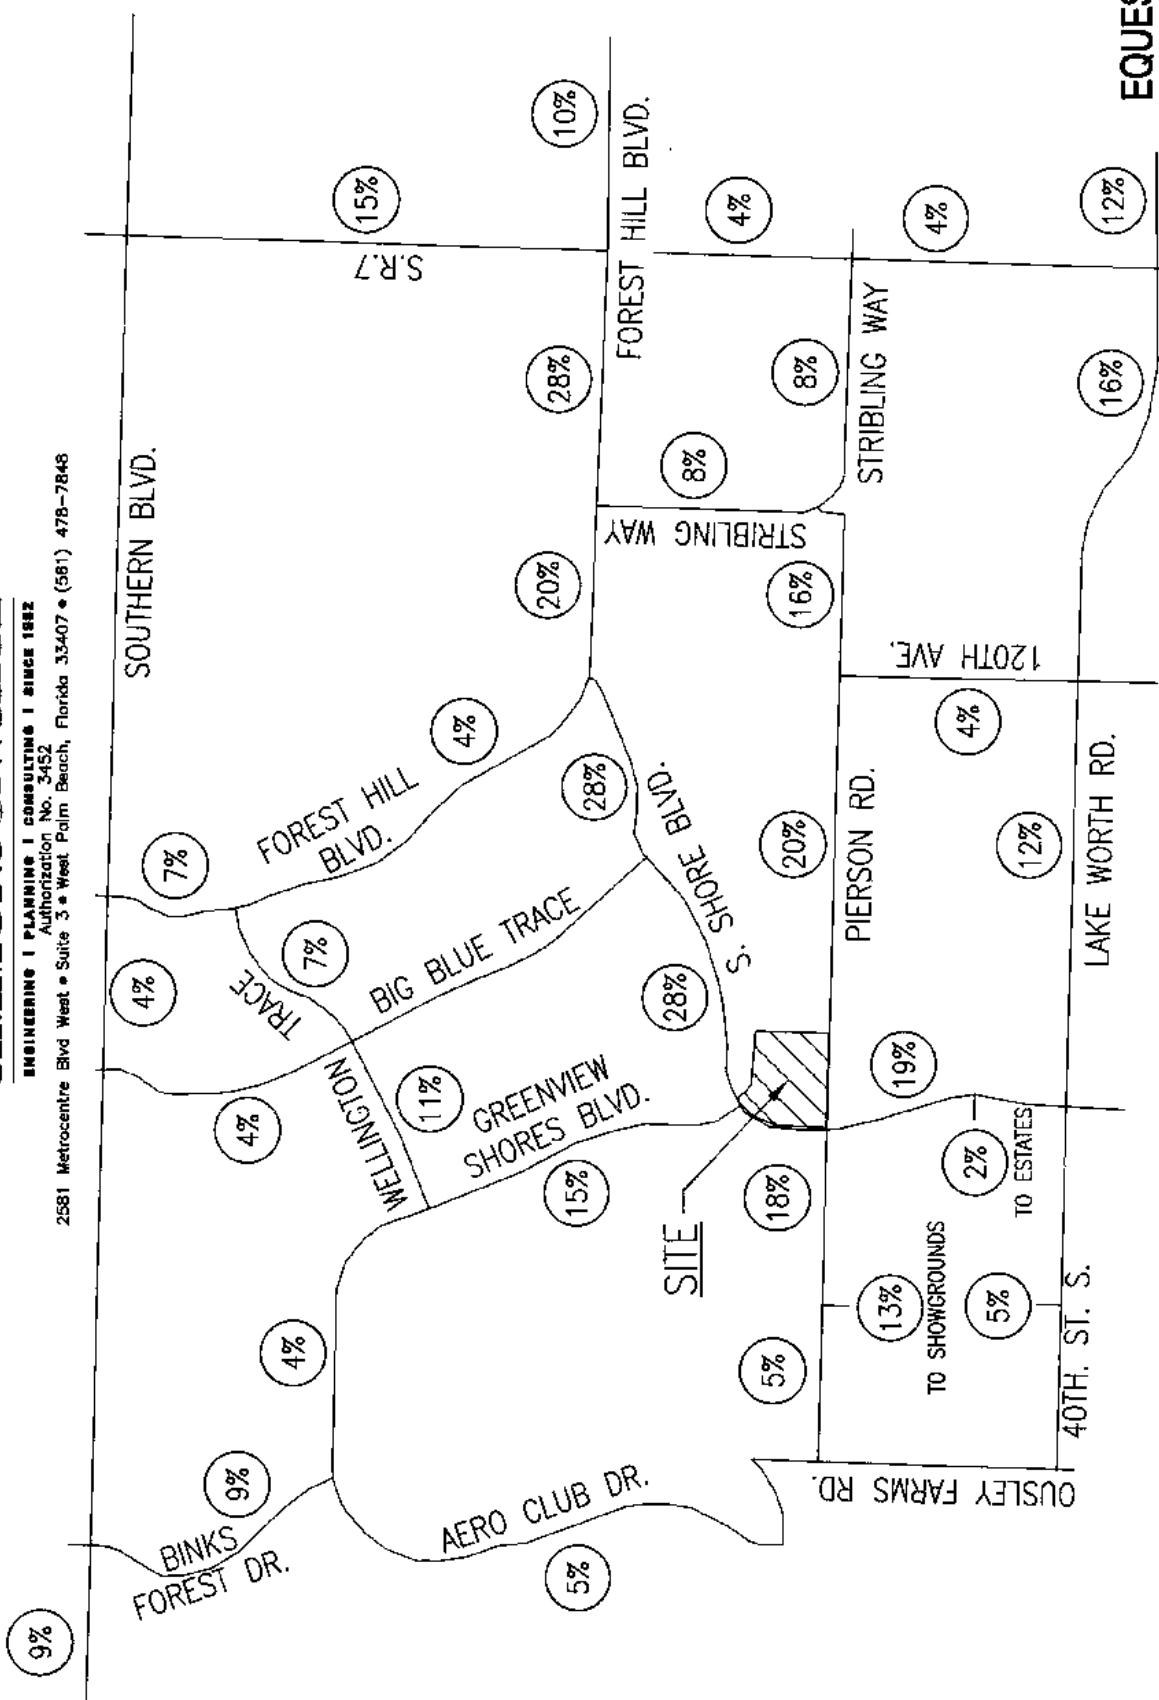 ENGINEERING | PLANNING | CONSULTING | SINCE 1982
Authorization No. 3452
2581 Metrocentre Blvd West • Suite 3 • West Palm Beach, Florida 33407 • (561) 478-7848
9%
BINKS
FOREST DR.
9%
4%
4%
4%
7%
SOUTHERN BLVD.
15%
S.R.7
10%
WELLINGTON
TRACE
7%
11%
BIG BLUE TRACE
FOREST HILL
BLVD.
4%
20%
28%
FOREST HILL BLVD.
AERO CLUB DR.
5%
15%
GREENVIEW
SHORES BLVD.
28%
28%
S. SHORE BLVD.
STRIBLING WAY
8%
8%
4%
SITE
5%
18%
20%
16%
PIERSON RD.
STRIBLING WAY
4%
OUSLEY FARMS RD.
13%
TO SHOWGROUNDS
5%
19%
2%
TO ESTATES
12%
4%
120TH AVE.
16%
12%
40TH. ST. S.
LAKE WORTH RD.